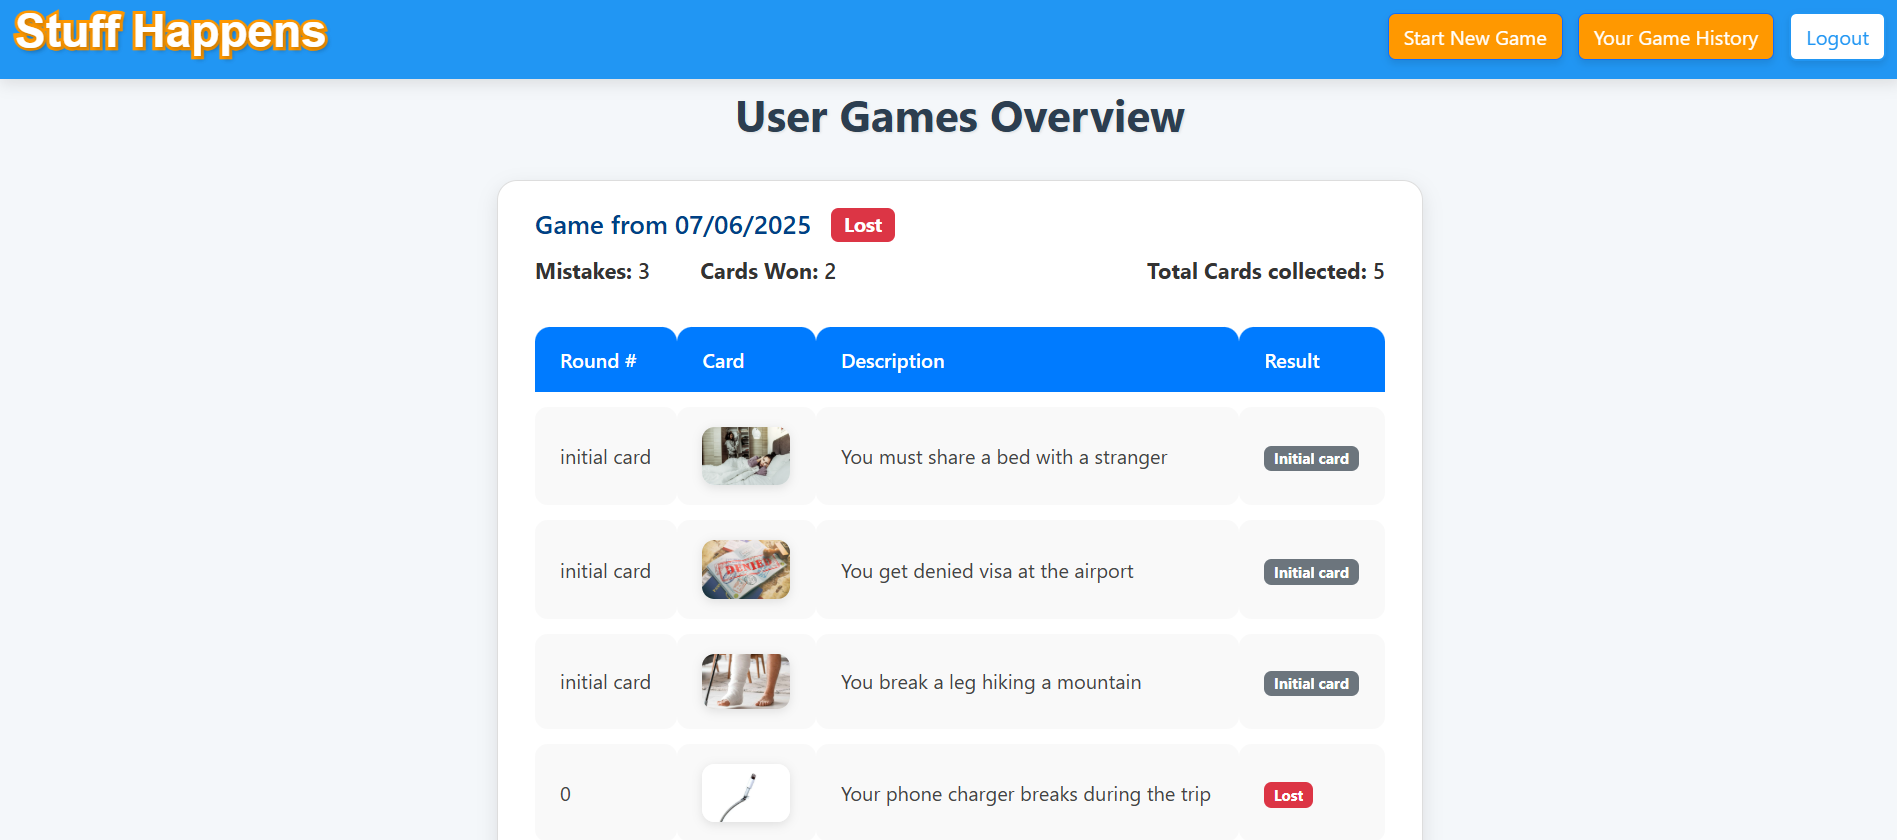 Stuff Happens
Start New Game
Your Game History
Logout
User Games Overview
Game from 07/06/2025 Lost
Mistakes: 3 Cards Won: 2 Total Cards collected: 5
Round # Card Description Result
initial card You must share a bed with a stranger Initial card
initial card DENIED You get denied visa at the airport Initial card
initial card You break a leg hiking a mountain Initial card
0 Your phone charger breaks during the trip Lost